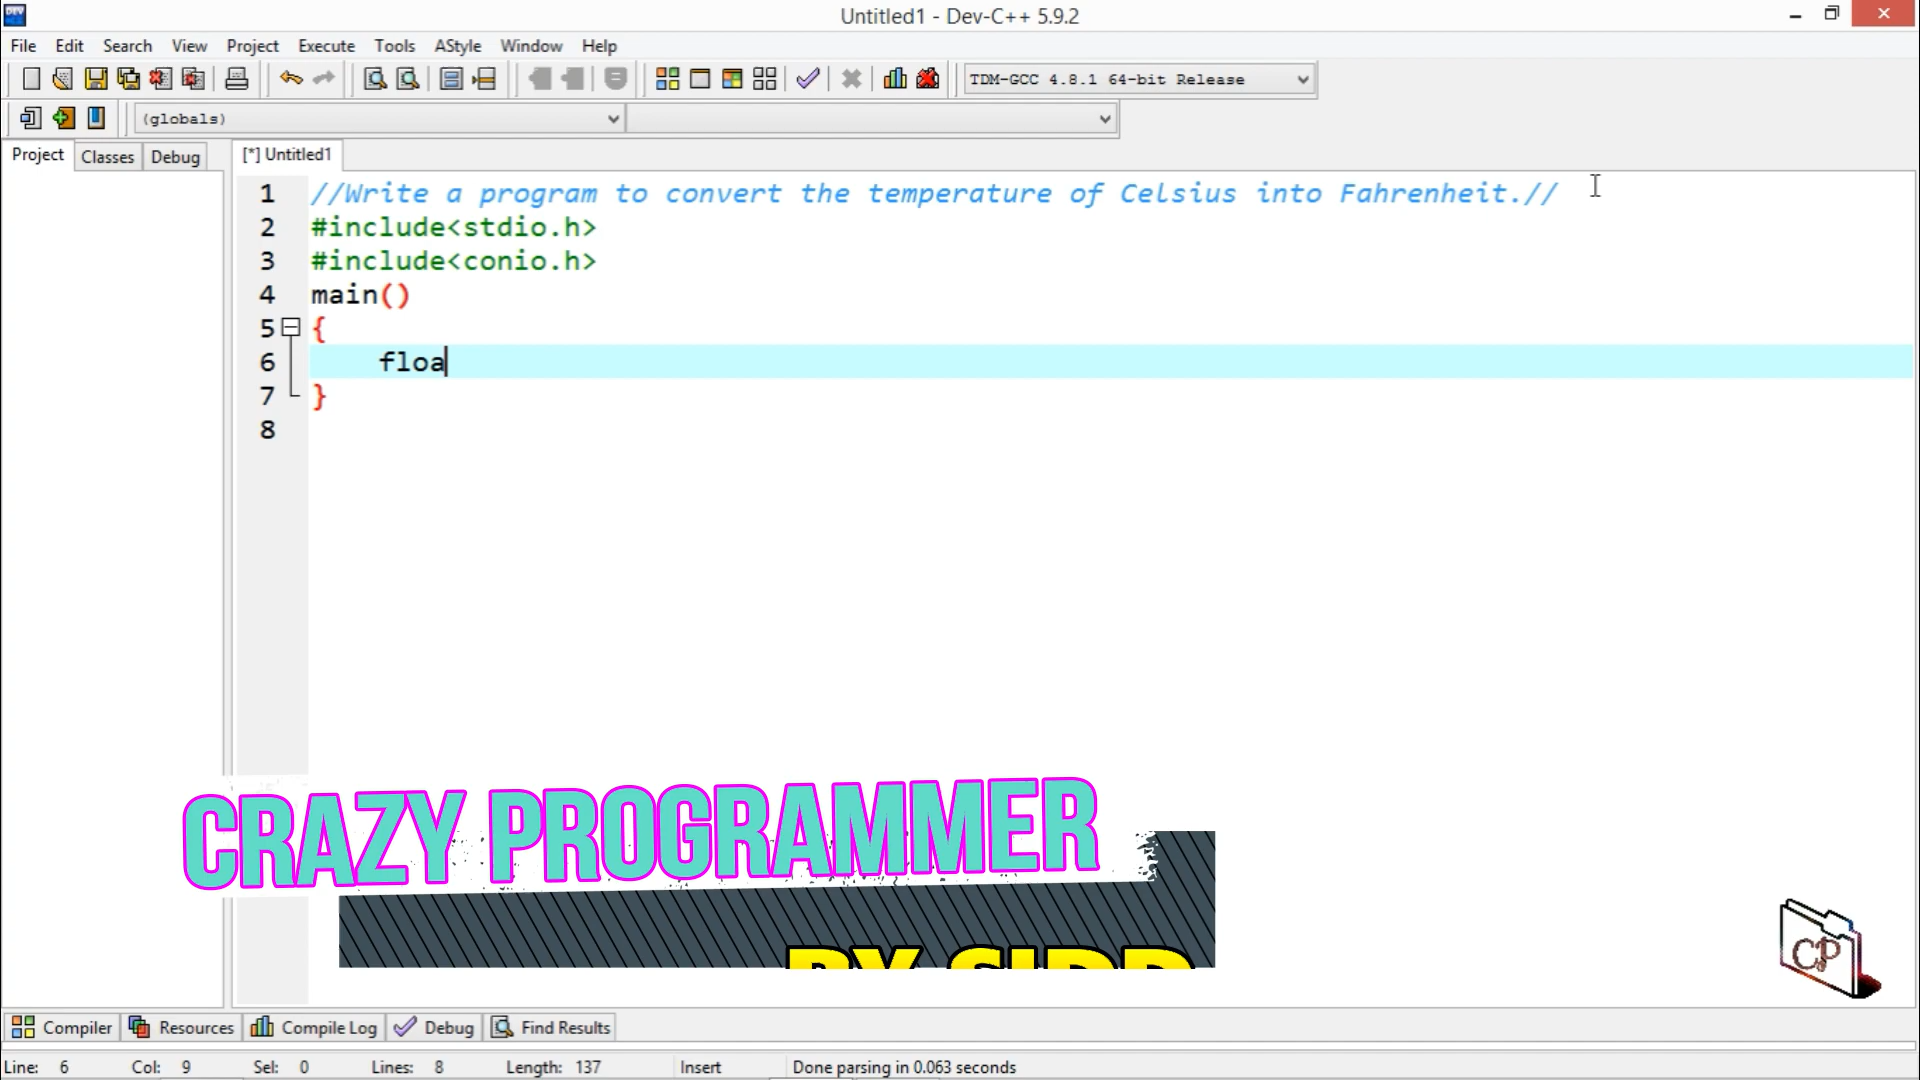 Untitled1 - Dev-C++ 5.9.2
File Edit Search View Project Execute Tools AStyle Window Help
TDM-GCC 4.8.1 64-bit Release
(globals)
Project Classes Debug [*] Untitled1
1 //Write a program to convert the temperature of Celsius into Fahrenheit.//
2 #include<stdio.h>
3 #include<conio.h>
4 main()
5 {
6 floa
7 }
8
CRAZY PROGRAMMER
BY SIDD
CP
Compiler Resources Compile Log Debug Find Results
Line: 6 Col: 9 Sel: 0 Lines: 8 Length: 137 Insert Done parsing in 0.063 seconds